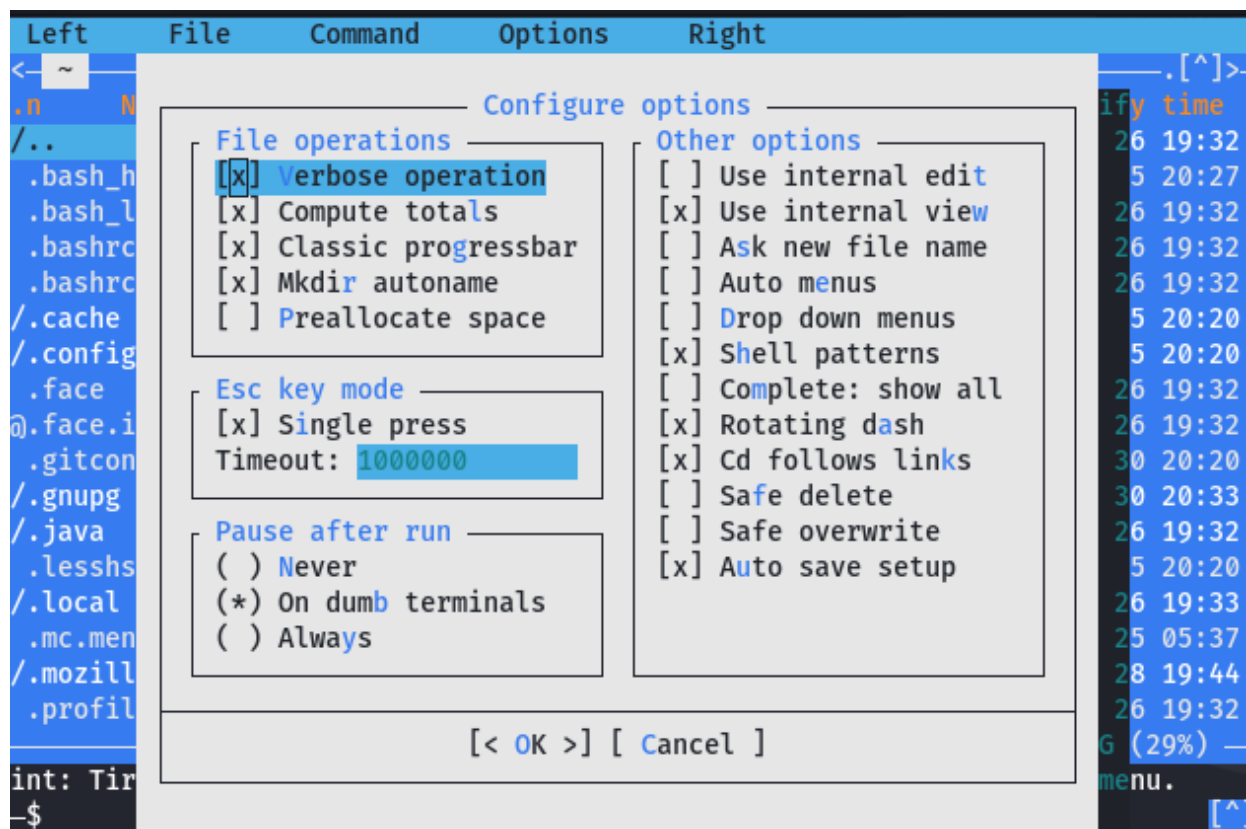 Left File Command Options Right
<─ ~ ─ .[^]>
.n N
/..
.bash_h
.bash_l
.bashrc
.bashrc
/.cache
/.config
.face
@.face.i
.gitcon
/.gnupg
/.java
.lesshs
/.local
.mc.men
/.mozill
.profil
int: Tir
─$
Configure options
File operations
[x] Verbose operation
[x] Compute totals
[x] Classic progressbar
[x] Mkdir autoname
[ ] Preallocate space
Esc key mode
[x] Single press
Timeout: 1000000
Pause after run
( ) Never
(*) On dumb terminals
( ) Always
Other options
[ ] Use internal edit
[x] Use internal view
[ ] Ask new file name
[ ] Auto menus
[ ] Drop down menus
[x] Shell patterns
[ ] Complete: show all
[x] Rotating dash
[x] Cd follows links
[ ] Safe delete
[ ] Safe overwrite
[x] Auto save setup
[< OK >] [ Cancel ]
ify time
26 19:32
5 20:27
26 19:32
26 19:32
26 19:32
5 20:20
5 20:20
26 19:32
26 19:32
30 20:20
30 20:33
26 19:32
5 20:20
26 19:33
25 05:37
28 19:44
26 19:32
G (29%) ─
menu.
[^]